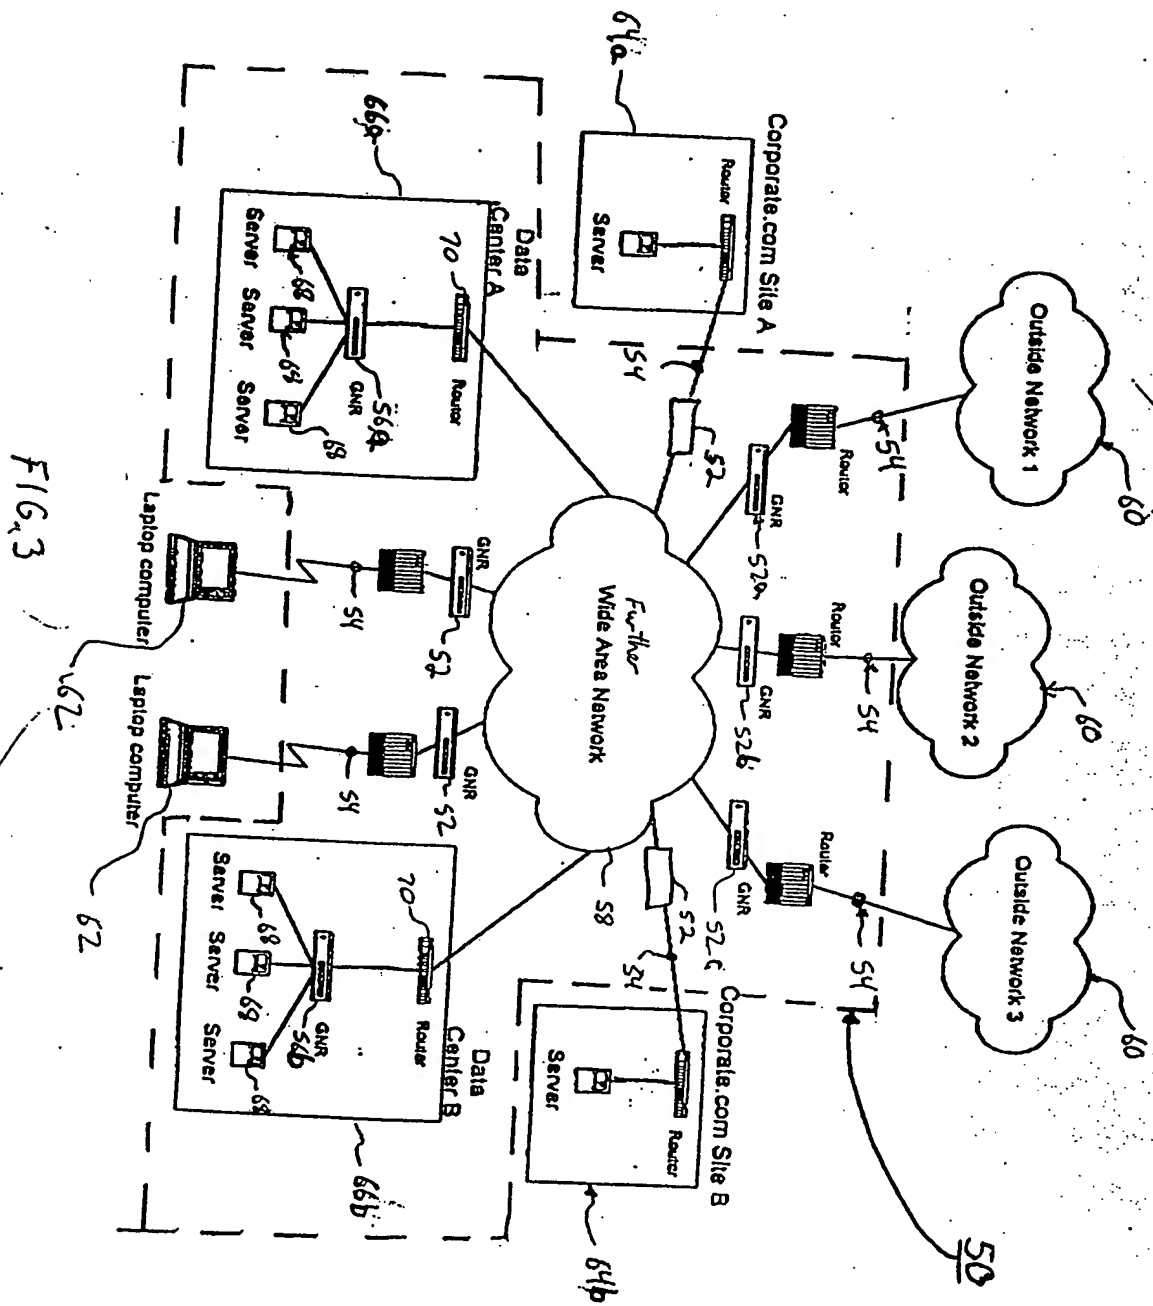 50
60
60
60
Outside Network 1
Outside Network 2
Outside Network 3
54
54
54
Router
Router
Router
GNR
52a
GNR
52b
GNR
52c
64a
Corporate.com Site A
Router
Server
54
52
52
54
Corporate.com Site B
Router
Server
64b
Further
Wide Area Network
58
66a
Data
Center A
70
Router
GNR
56a
68
68
68
Server
Server
Server
GNR
52
54
Laptop computer
62
GNR
52
54
Laptop computer
62
Data
Center B
70
Router
GNR
56b
68
68
68
Server
Server
Server
66b
FIG. 3